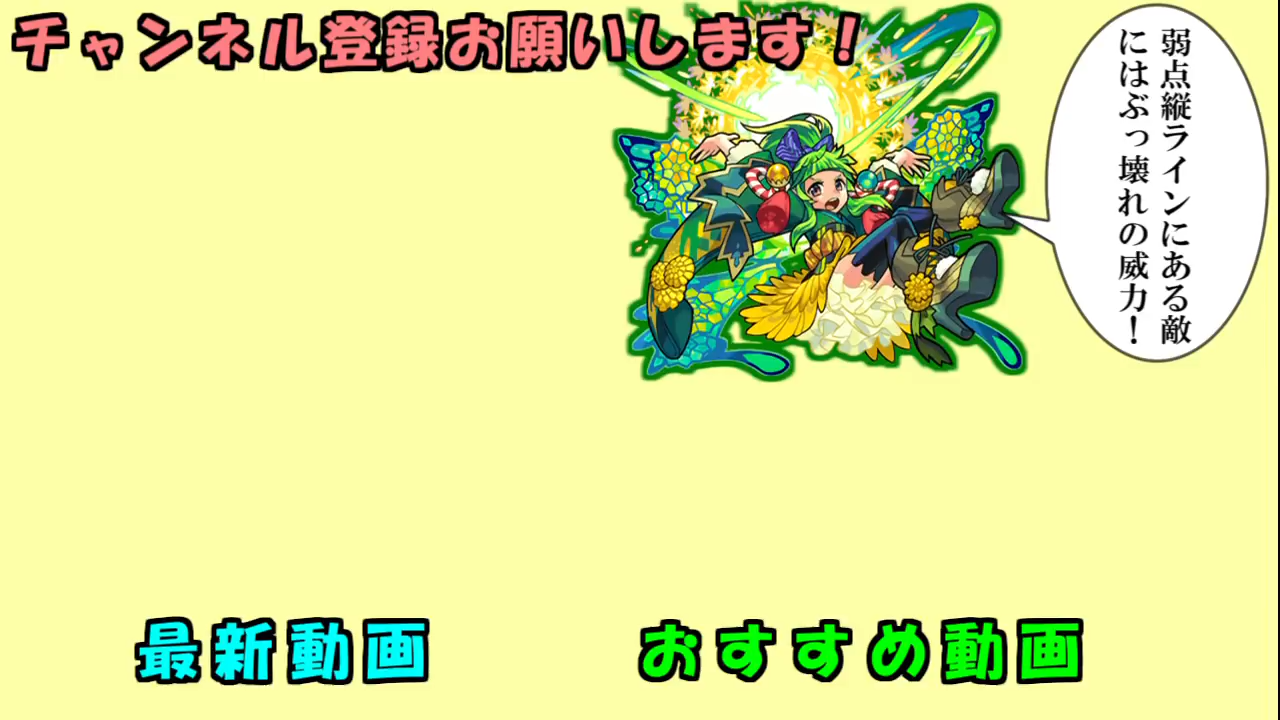 チャンネル登録お願いします！
弱点縦ラインにある敵
にはぶっ壊れの威力！
最新動画
おすすめ動画